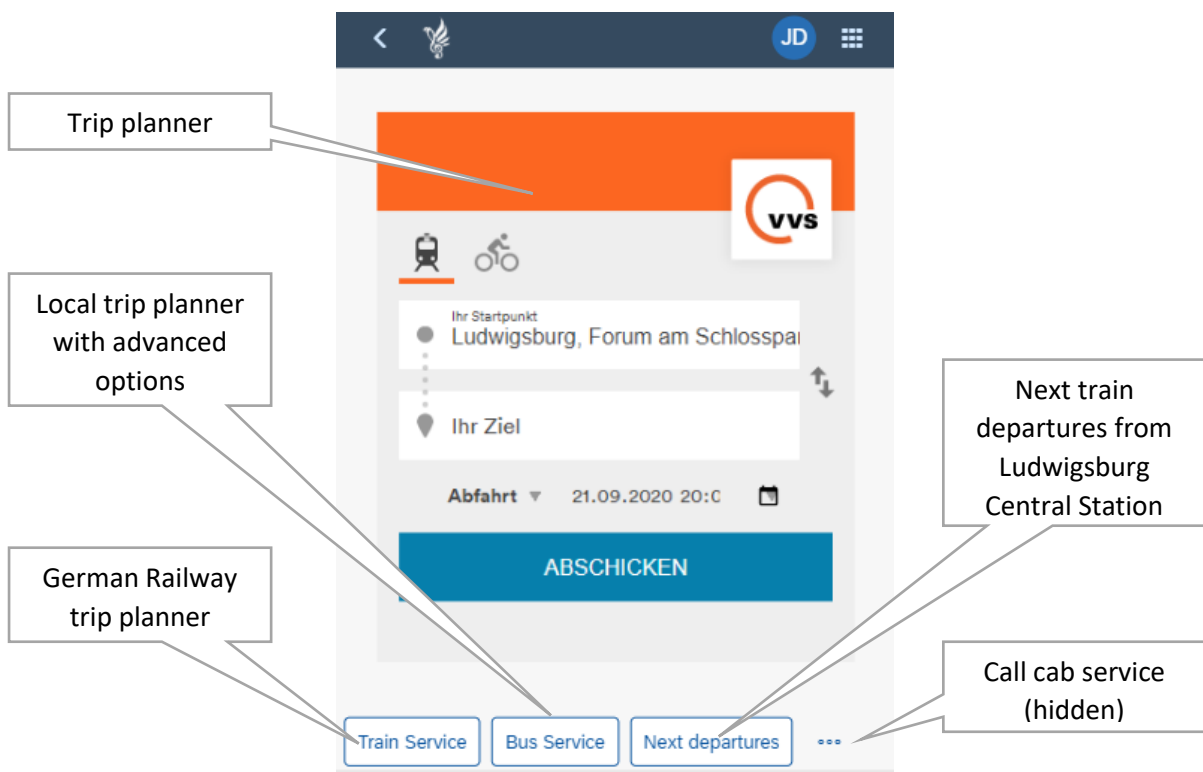 JD
Trip planner
vvs
Local trip planner
with advanced
options
Ihr Startpunkt
Ludwigsburg, Forum am Schlosspa
Ihr Ziel
Next train
departures from
Ludwigsburg
Central Station
Abfahrt 21.09.2020 20:0
ABSCHICKEN
German Railway
trip planner
Call cab service
(hidden)
Train Service
Bus Service
Next departures